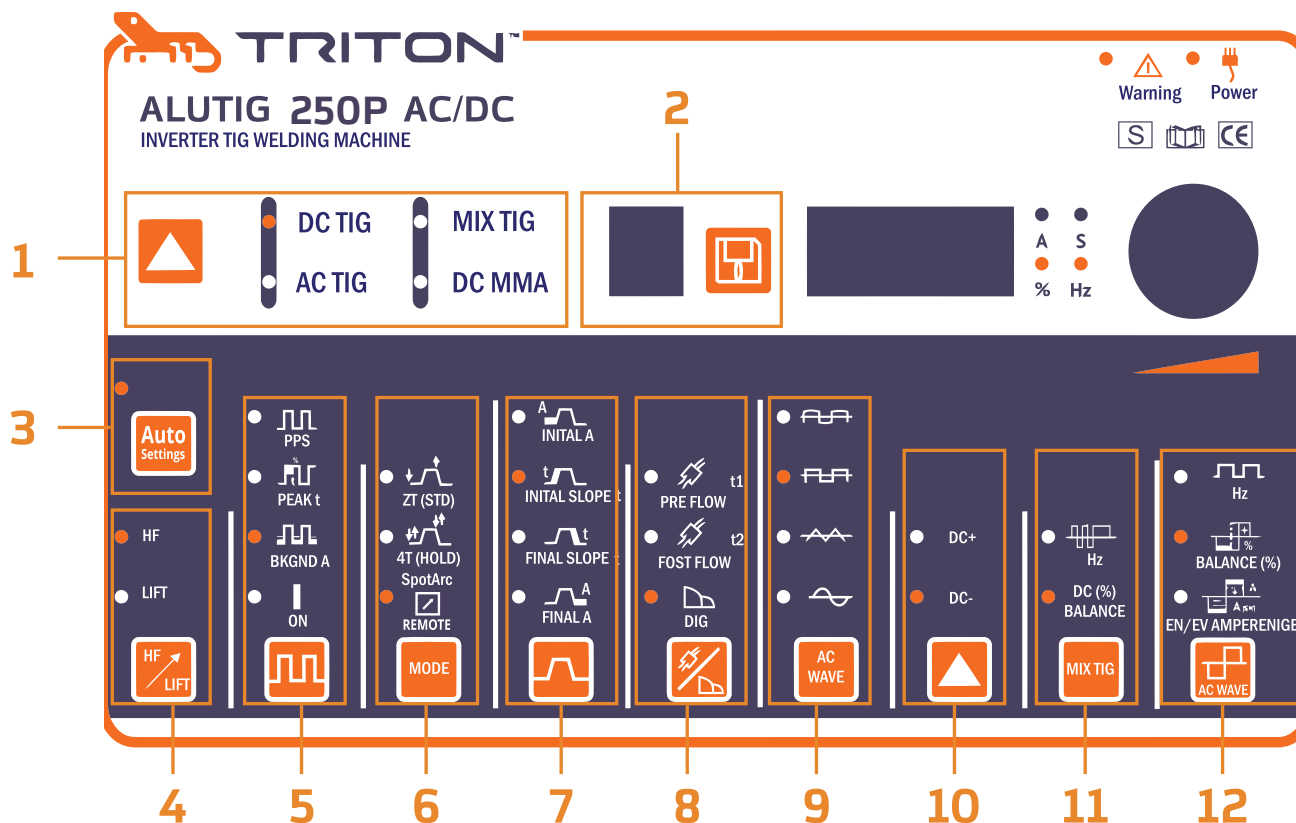 TRITON™
ALUTIG 250P AC/DC
INVERTER TIG WELDING MACHINE
Warning
Power
S
CE
1
2
DC TIG
MIX TIG
AC TIG
DC MMA
A
S
%
Hz
3
Auto
Settings
HF
LIFT
HF
LIFT
PPS
%
PEAK t
BKGND A
ON
ZT (STD)
4T (HOLD)
SpotArc
REMOTE
MODE
A
INITAL A
t
INITAL SLOPE t
t
FINAL SLOPE t
A
FINAL A
t1
PRE FLOW
t2
FOST FLOW
DIG
AC
WAVE
DC+
DC-
Hz
DC (%)
BALANCE
MIX TIG
Hz
%
BALANCE (%)
EN/EV AMPERENIGE
AC WAVE
4
5
6
7
8
9
10
11
12